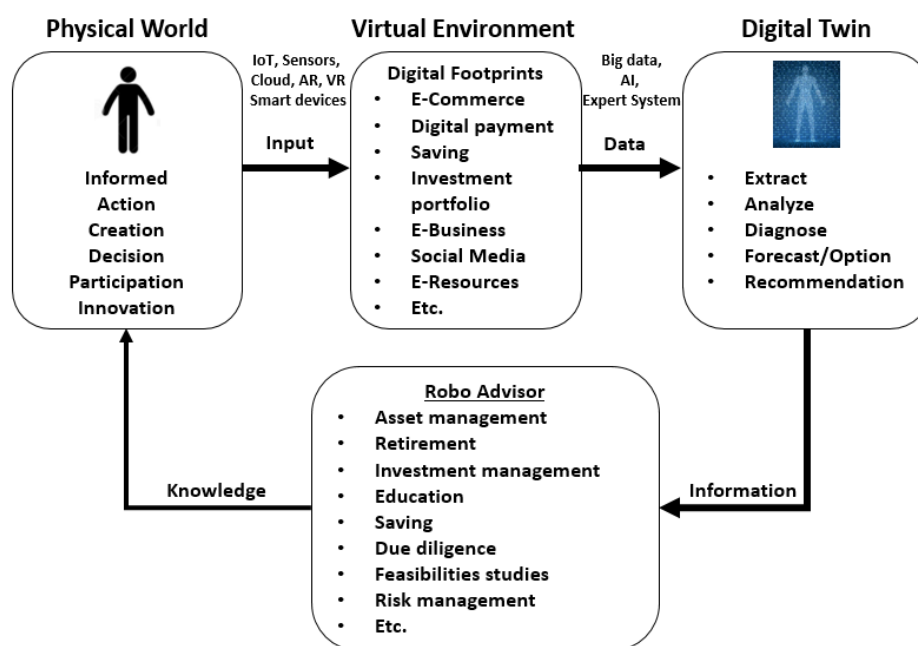 Physical World
Virtual Environment
Digital Twin
IoT, Sensors,
Cloud, AR, VR
Smart devices
Input
Informed
Action
Creation
Decision
Participation
Innovation
Digital Footprints
• E-Commerce
• Digital payment
• Saving
• Investment
portfolio
• E-Business
• Social Media
• E-Resources
• Etc.
Big data,
AI,
Expert System
Data
• Extract
• Analyze
• Diagnose
• Forecast/Option
• Recommendation
Information
Robo Advisor
• Asset management
• Retirement
• Investment management
• Education
• Saving
• Due diligence
• Feasibilities studies
• Risk management
• Etc.
Knowledge